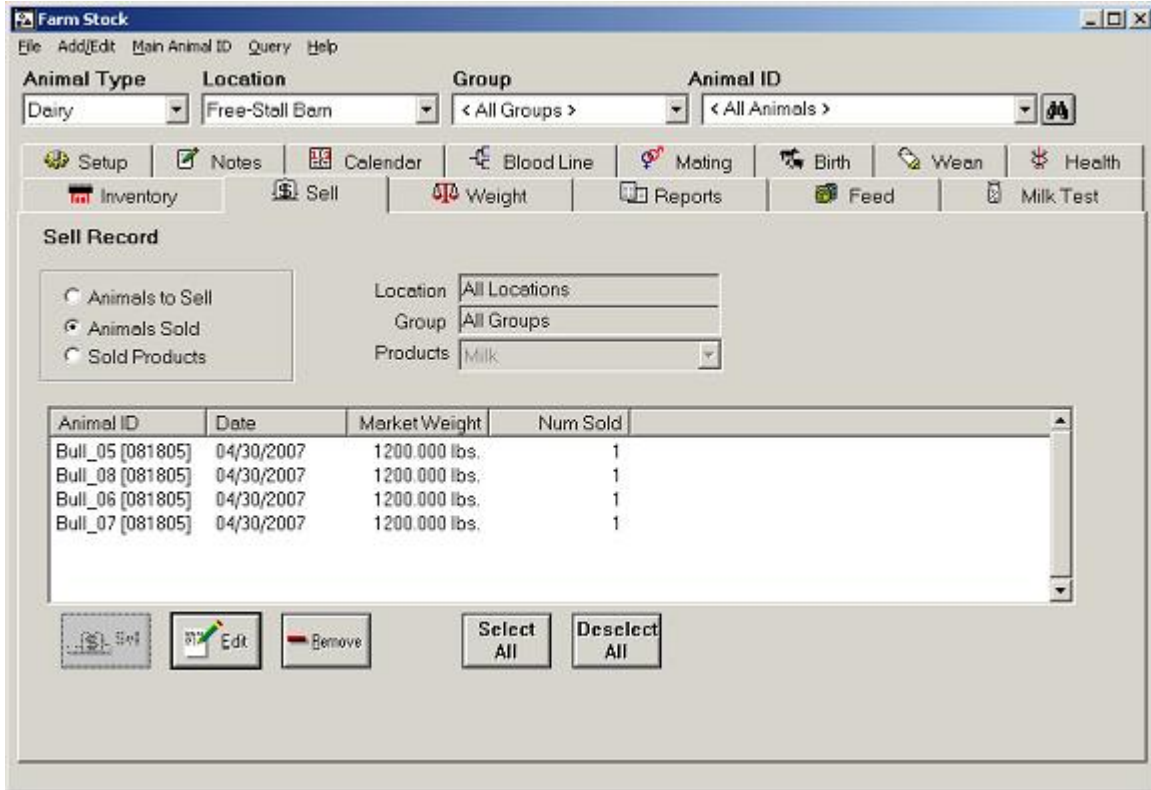 Farm Stock
File Add/Edit Main Animal ID Query Help
Animal Type Location Group Animal ID
Dairy Free-Stall Barn < All Groups > < All Animals >
Setup Notes Calendar Blood Line Mating Birth Wean Health
Inventory Sell Weight Reports Feed Milk Test
Sell Record
Animals to Sell
Animals Sold
Sold Products
Location All Locations
Group All Groups
Products Milk
Animal ID Date Market Weight Num Sold
Bull_05 [081805] 04/30/2007 1200.000 lbs. 1
Bull_08 [081805] 04/30/2007 1200.000 lbs. 1
Bull_06 [081805] 04/30/2007 1200.000 lbs. 1
Bull_07 [081805] 04/30/2007 1200.000 lbs. 1
Sell Edit Remove Select All Deselect All